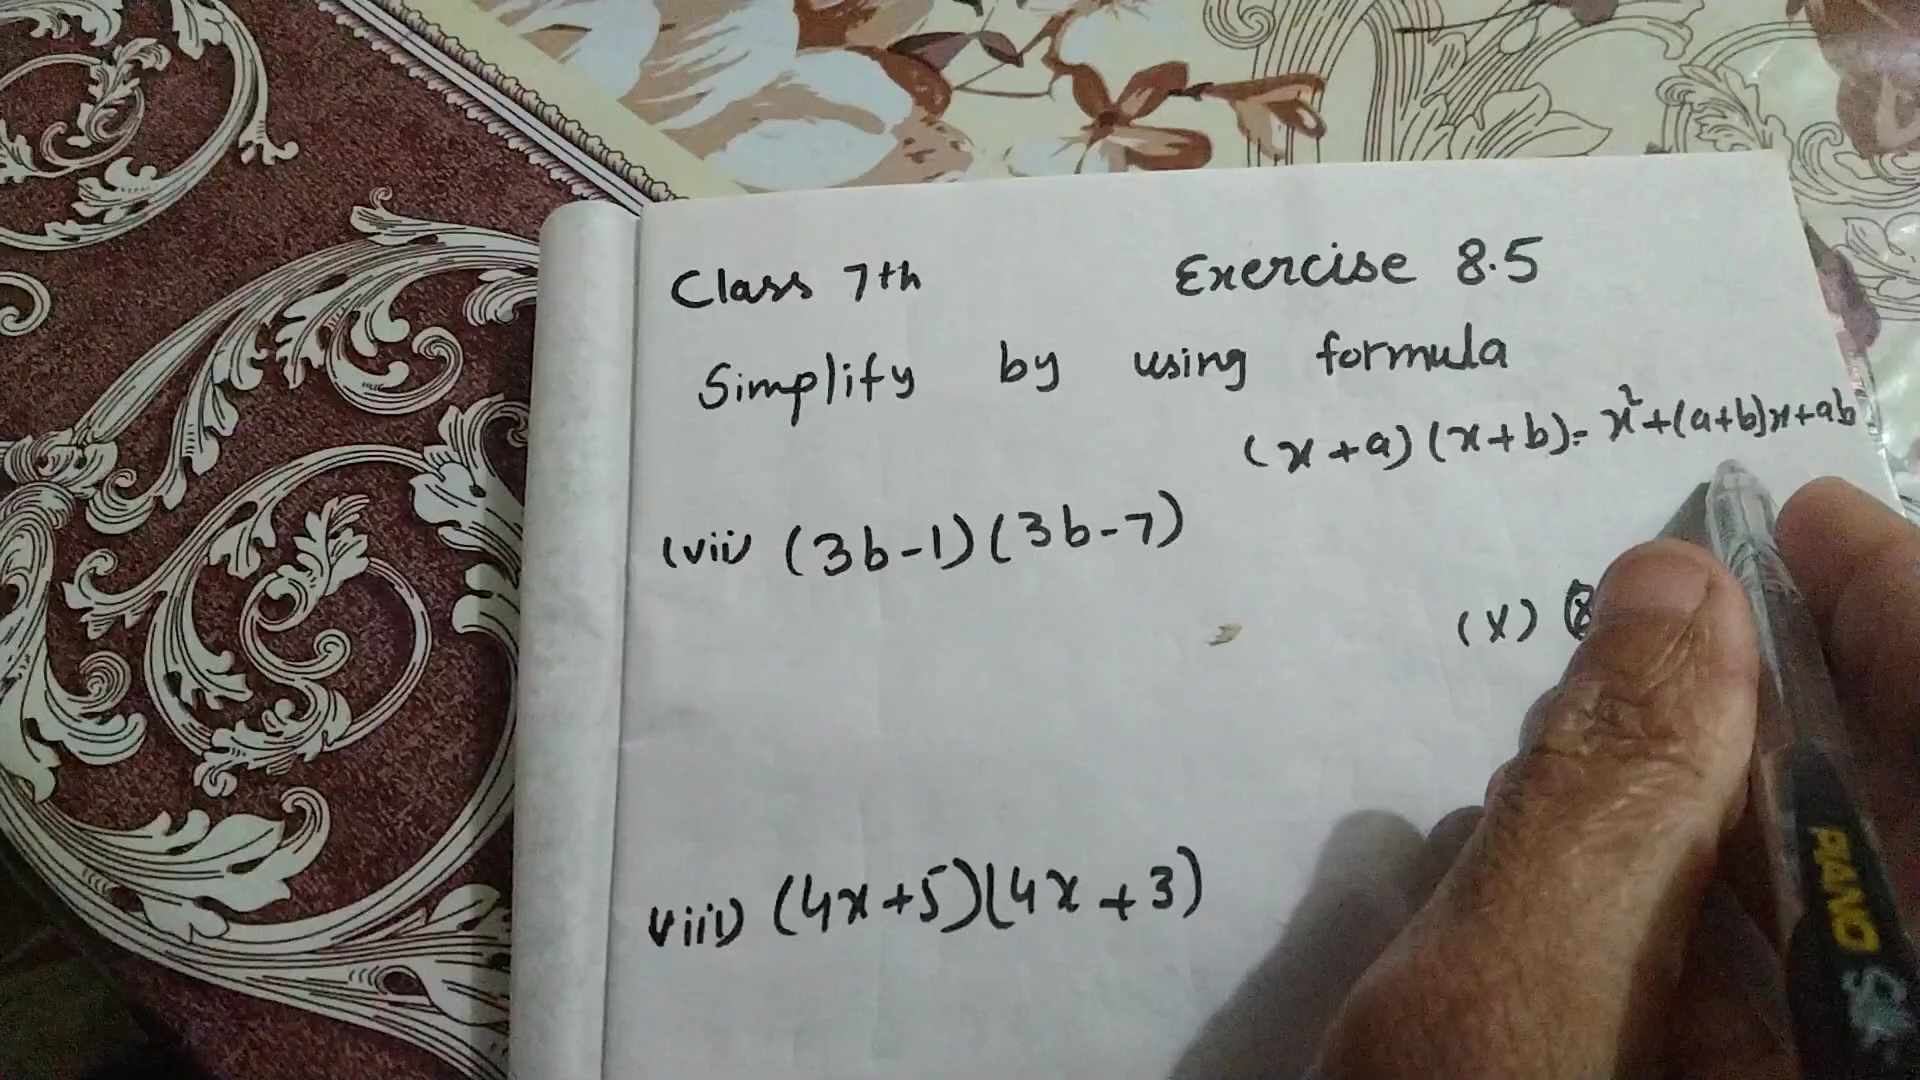 Class 7th Exercise 8.5
Simplify by using formula
(x+a)(x+b)= x²+(a+b)x+ab
(vii) (3b-1)(3b-7)
(x)
viii) (4x+5)(4x+3)
PANO